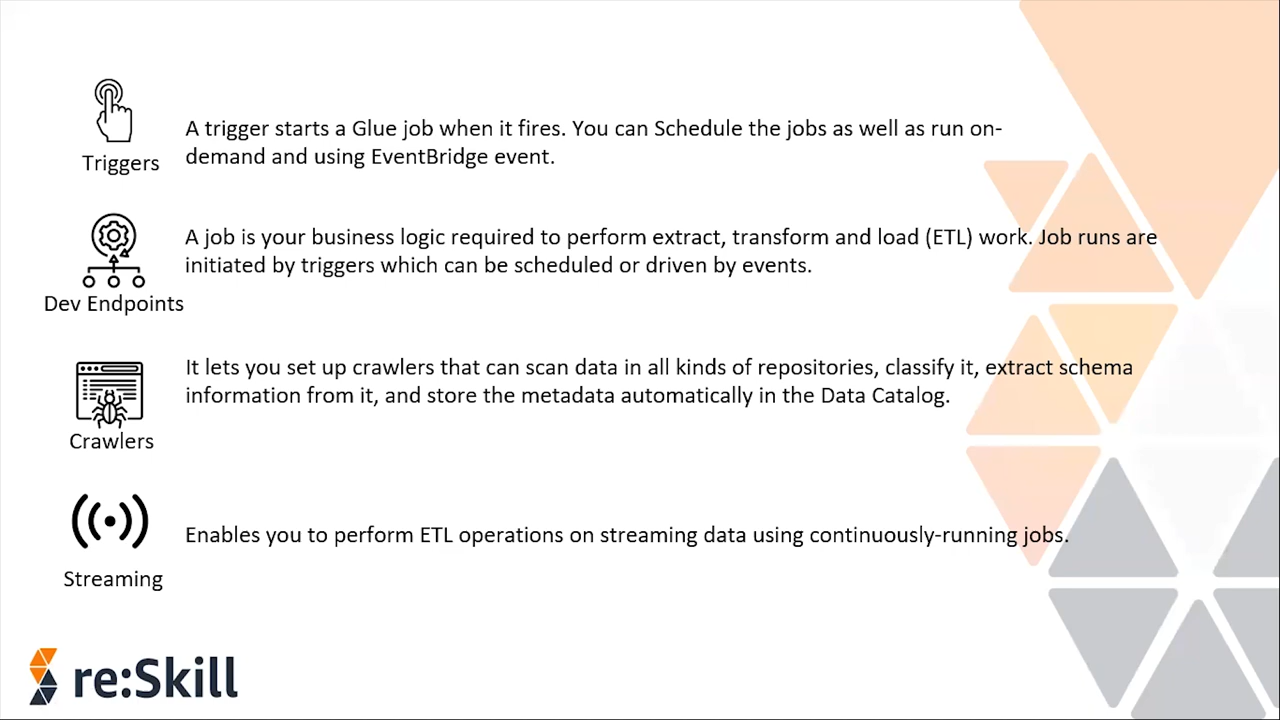 A trigger starts a Glue job when it fires. You can Schedule the jobs as well as run on-
demand and using EventBridge event.
Triggers
A job is your business logic required to perform extract, transform and load (ETL) work. Job runs are
initiated by triggers which can be scheduled or driven by events.
Dev Endpoints
It lets you set up crawlers that can scan data in all kinds of repositories, classify it, extract schema
information from it, and store the metadata automatically in the Data Catalog.
Crawlers
Enables you to perform ETL operations on streaming data using continuously-running jobs.
Streaming
re:Skill